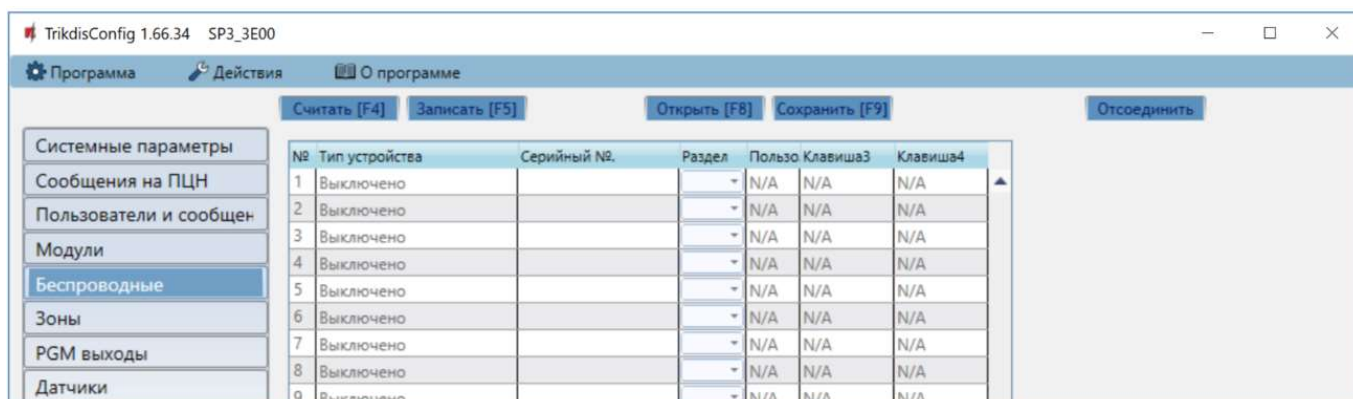 TrikdisConfig 1.66.34 SP3_3E00
Программа Действия О программе
Считать [F4] Записать [F5] Открыть [F8] Сохранить [F9] Отсоединить
Системные параметры
Сообщения на ПЦН
Пользователи и сообщен
Модули
Беспроводные
Зоны
PGM выходы
Датчики
№ Тип устройства Серийный №. Раздел Пользо Клавиша3 Клавиша4
1 Выключено N/A N/A N/A
2 Выключено N/A N/A N/A
3 Выключено N/A N/A N/A
4 Выключено N/A N/A N/A
5 Выключено N/A N/A N/A
6 Выключено N/A N/A N/A
7 Выключено N/A N/A N/A
8 Выключено N/A N/A N/A
9 Выключено N/A N/A N/A